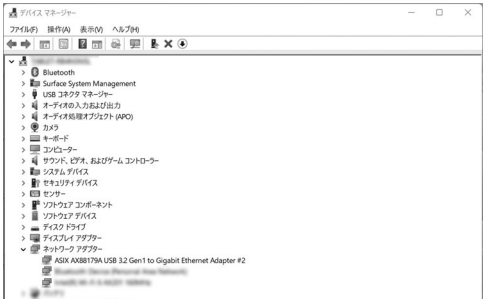 デバイス マネージャー
ファイル(F) 操作(A) 表示(V) ヘルプ(H)
Bluetooth
Surface System Management
USB コネクタ マネージャー
オーディオの入力および出力
オーディオ処理オブジェクト (APO)
カメラ
キーボード
コンピューター
サウンド、ビデオ、およびゲーム コントローラー
システム デバイス
セキュリティ デバイス
センサー
ソフトウェア コンポーネント
ソフトウェア デバイス
ディスク ドライブ
ディスプレイ アダプター
ネットワーク アダプター
ASIX AX88179A USB 3.2 Gen1 to Gigabit Ethernet Adapter #2